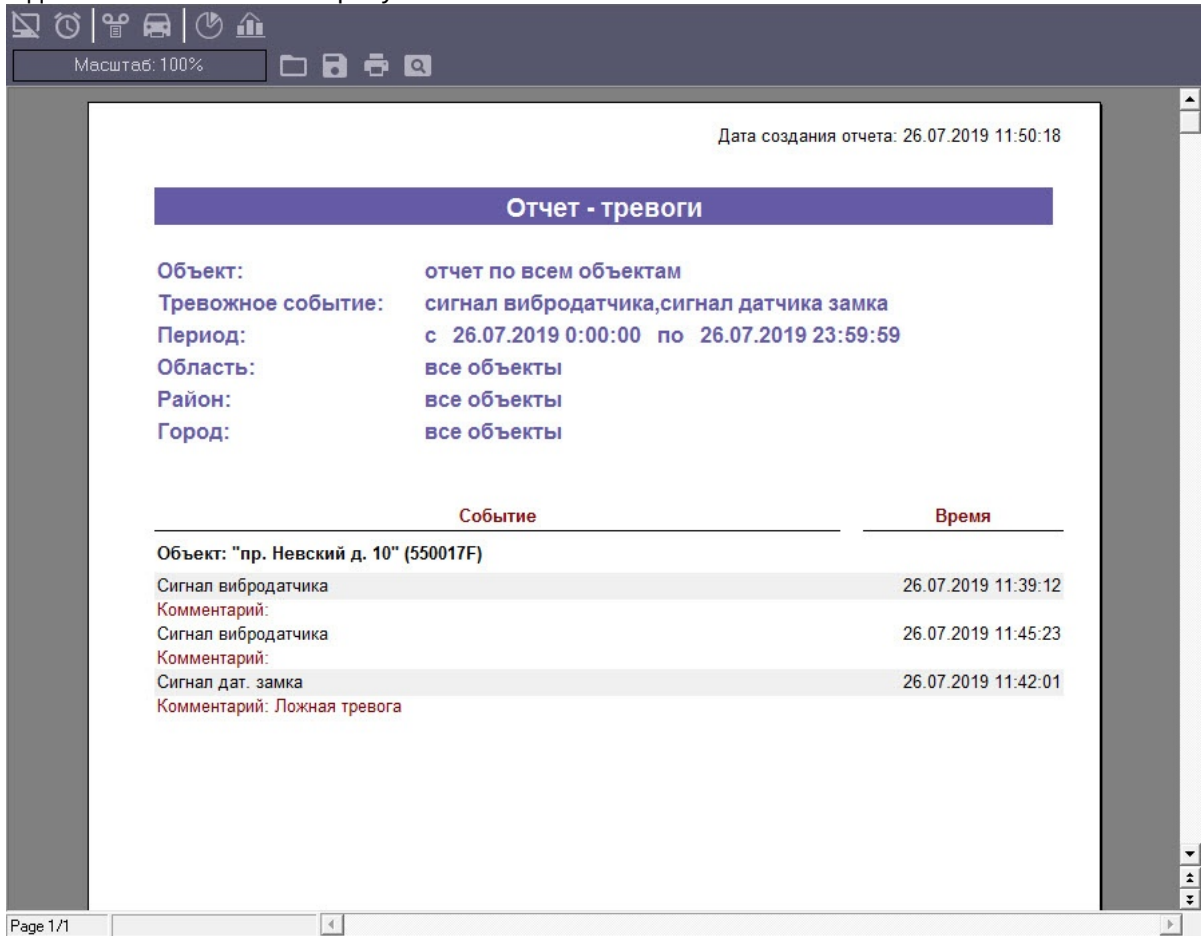 Масштаб: 100%
Дата создания отчета: 26.07.2019 11:50:18
Отчет - тревоги
Объект: отчет по всем объектам
Тревожное событие: сигнал вибродатчика,сигнал датчика замка
Период: с 26.07.2019 0:00:00 по 26.07.2019 23:59:59
Область: все объекты
Район: все объекты
Город: все объекты
Событие Время
Объект: "пр. Невский д. 10" (550017F)
Сигнал вибродатчика 26.07.2019 11:39:12
Комментарий:
Сигнал вибродатчика 26.07.2019 11:45:23
Комментарий:
Сигнал дат. замка 26.07.2019 11:42:01
Комментарий: Ложная тревога
Page 1/1